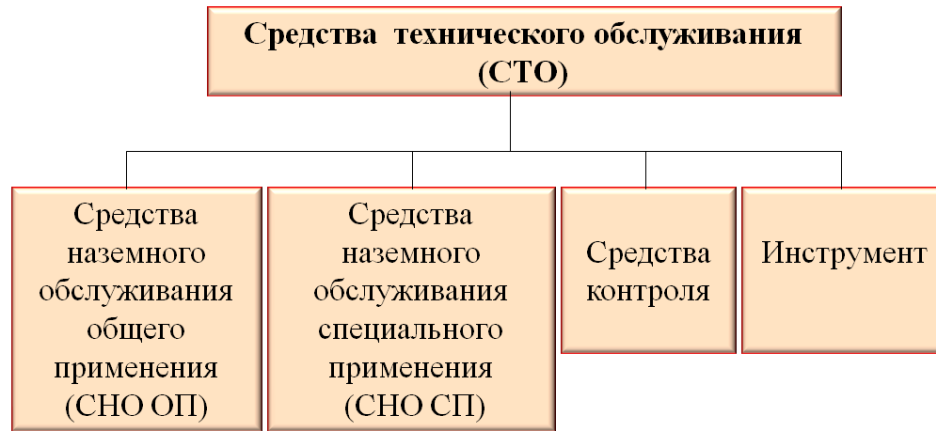 Средства технического обслуживания
(СТО)
Средства
наземного
обслуживания
общего
применения
(СНО ОП)
Средства
наземного
обслуживания
специального
применения
(СНО СП)
Средства
контроля
Инструмент